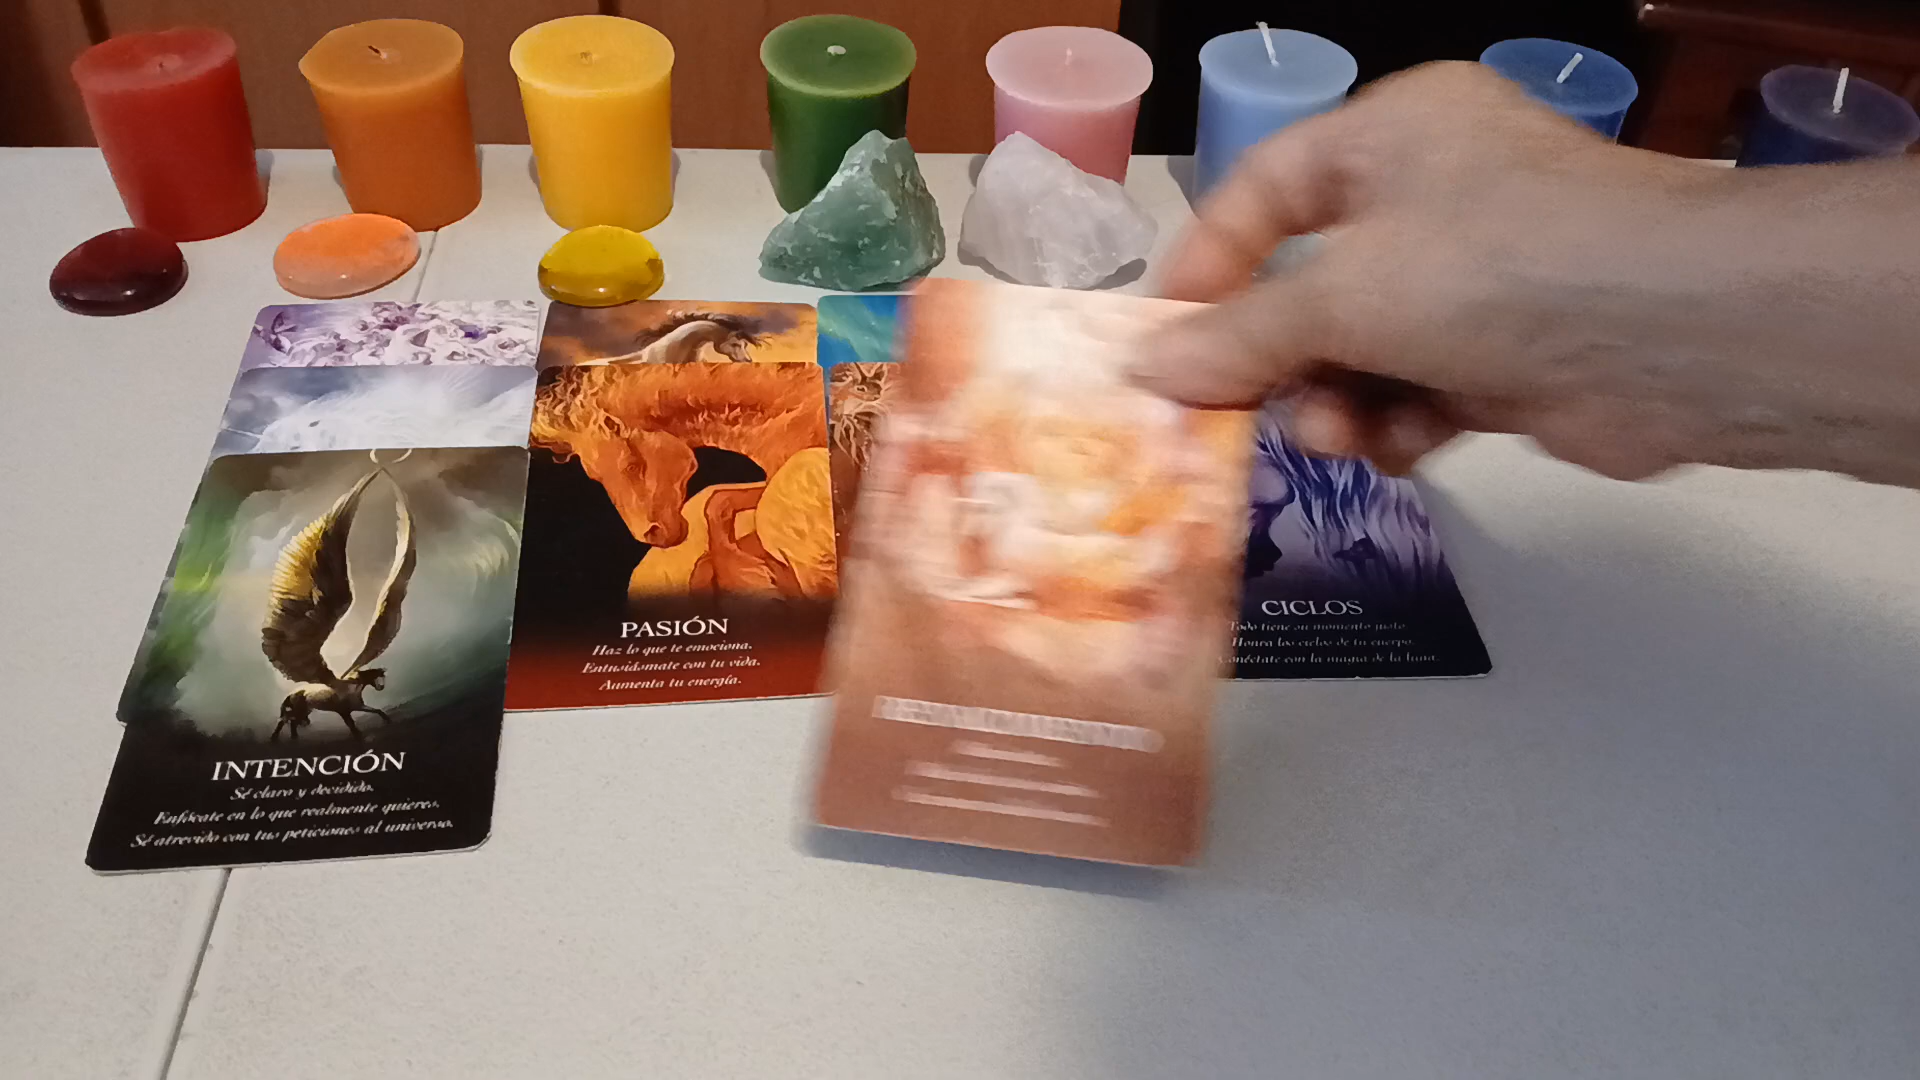 INTENCIÓN
Sé claro y decidido.
Enfócate en lo que realmente quieres.
Sé atrevido con tus peticiones al universo.
PASIÓN
Haz lo que te emociona.
Entusiásmate con tu vida.
Aumenta tu energía.
CICLOS
Todo tiene su momento justo.
Honra los ciclos de tu cuerpo.
Conéctate con la magia de la luna.